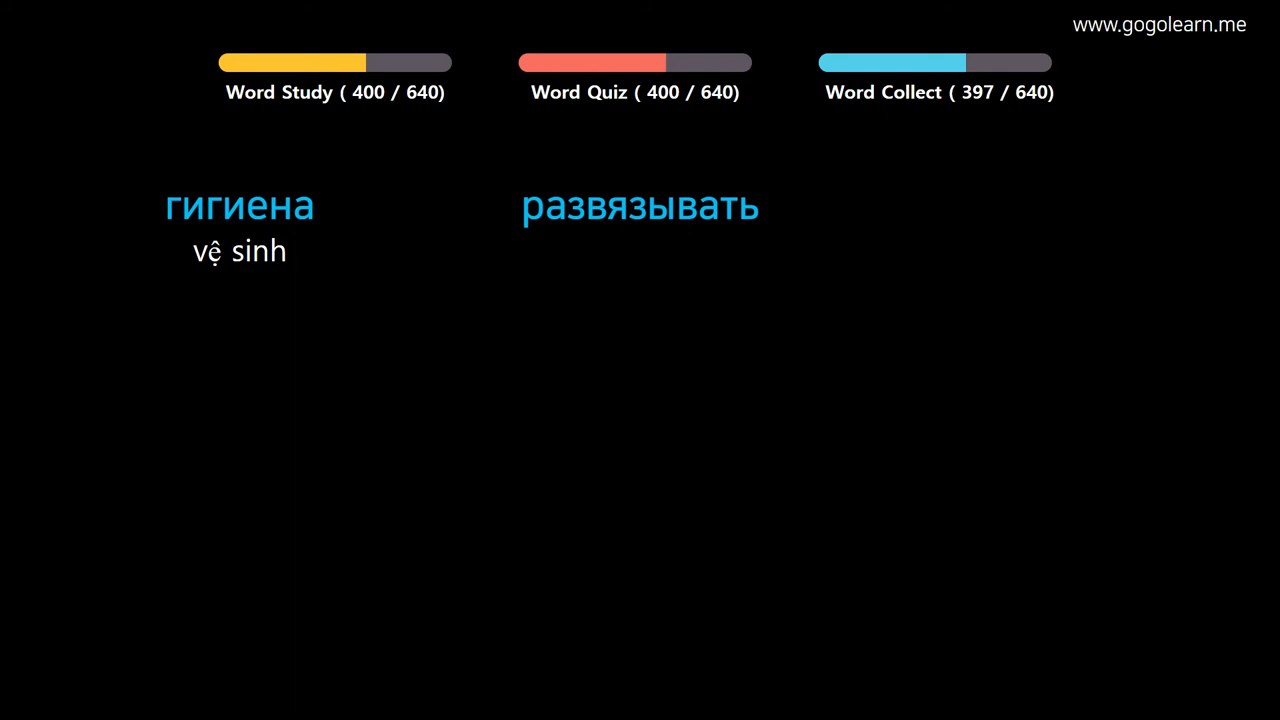 www.gogolearn.me
Word Study ( 400 / 640)
Word Quiz ( 400 / 640)
Word Collect ( 397 / 640)
гигиена
vệ sinh
развязывать